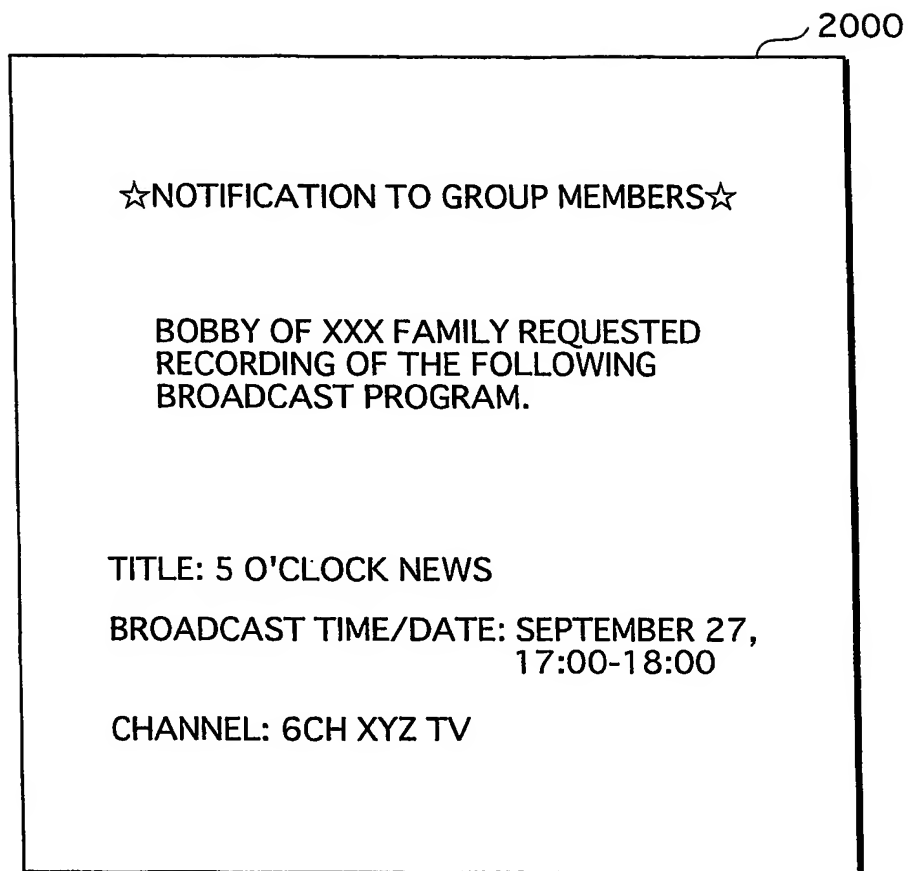 2000
☆NOTIFICATION TO GROUP MEMBERS☆
BOBBY OF XXX FAMILY REQUESTED
RECORDING OF THE FOLLOWING
BROADCAST PROGRAM.
TITLE: 5 O'CLOCK NEWS
BROADCAST TIME/DATE: SEPTEMBER 27,
17:00-18:00
CHANNEL: 6CH XYZ TV